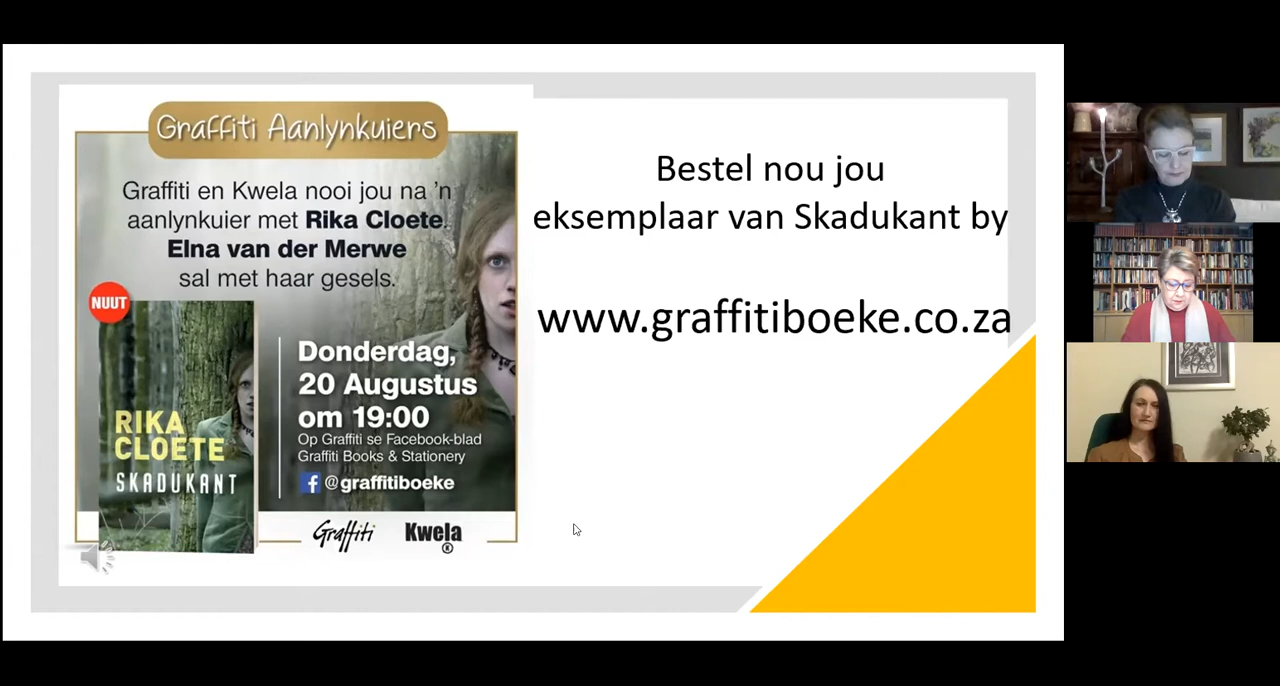 Graffiti Aanlynkuiers
Graffiti en Kwela nooi jou na 'n
aanlynkuier met Rika Cloete.
Elna van der Merwe
sal met haar gesels.
NUUT
RIKA
CLOETE
SKADUKANT
Donderdag,
20 Augustus
om 19:00
Op Graffiti se Facebook-blad
Graffiti Books & Stationery
f @graffitiboeke
Graffiti
Kwela
®
Bestel nou jou
eksemplaar van Skadukant by
www.graffitiboeke.co.za